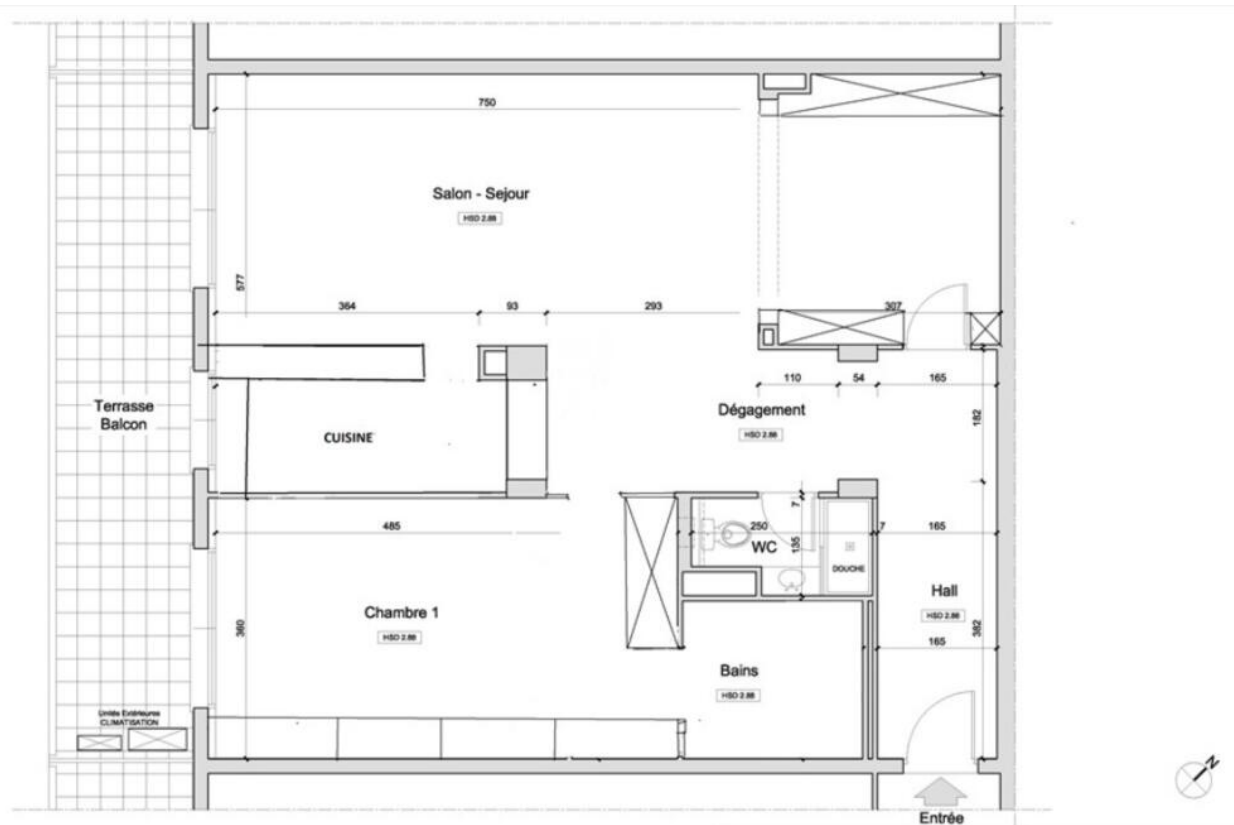 750
Salon - Sejour
HSD 2.88
577
364
93
293
307
110
54
165
Terrasse
Balcon
Dégagement
HSD 2.88
182
CUISINE
485
7
250
7
165
WC
135
DOUCHE
Hall
HSD 2.88
Chambre 1
HSD 2.88
360
382
165
Bains
HSD 2.88
Unités Extérieures
CLIMATISATION
N
Entrée